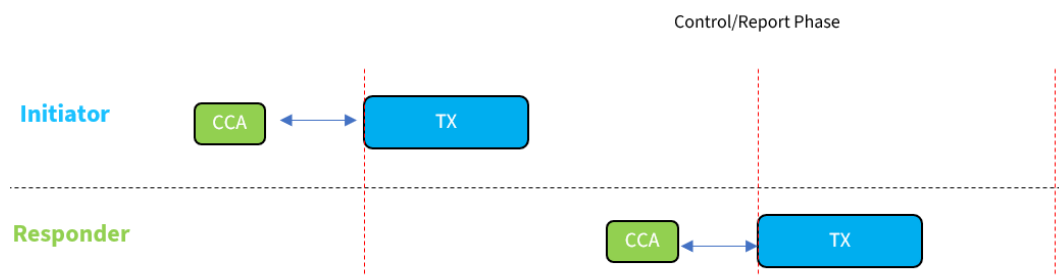 Control/Report Phase
Initiator
CCA
TX
Responder
CCA
TX